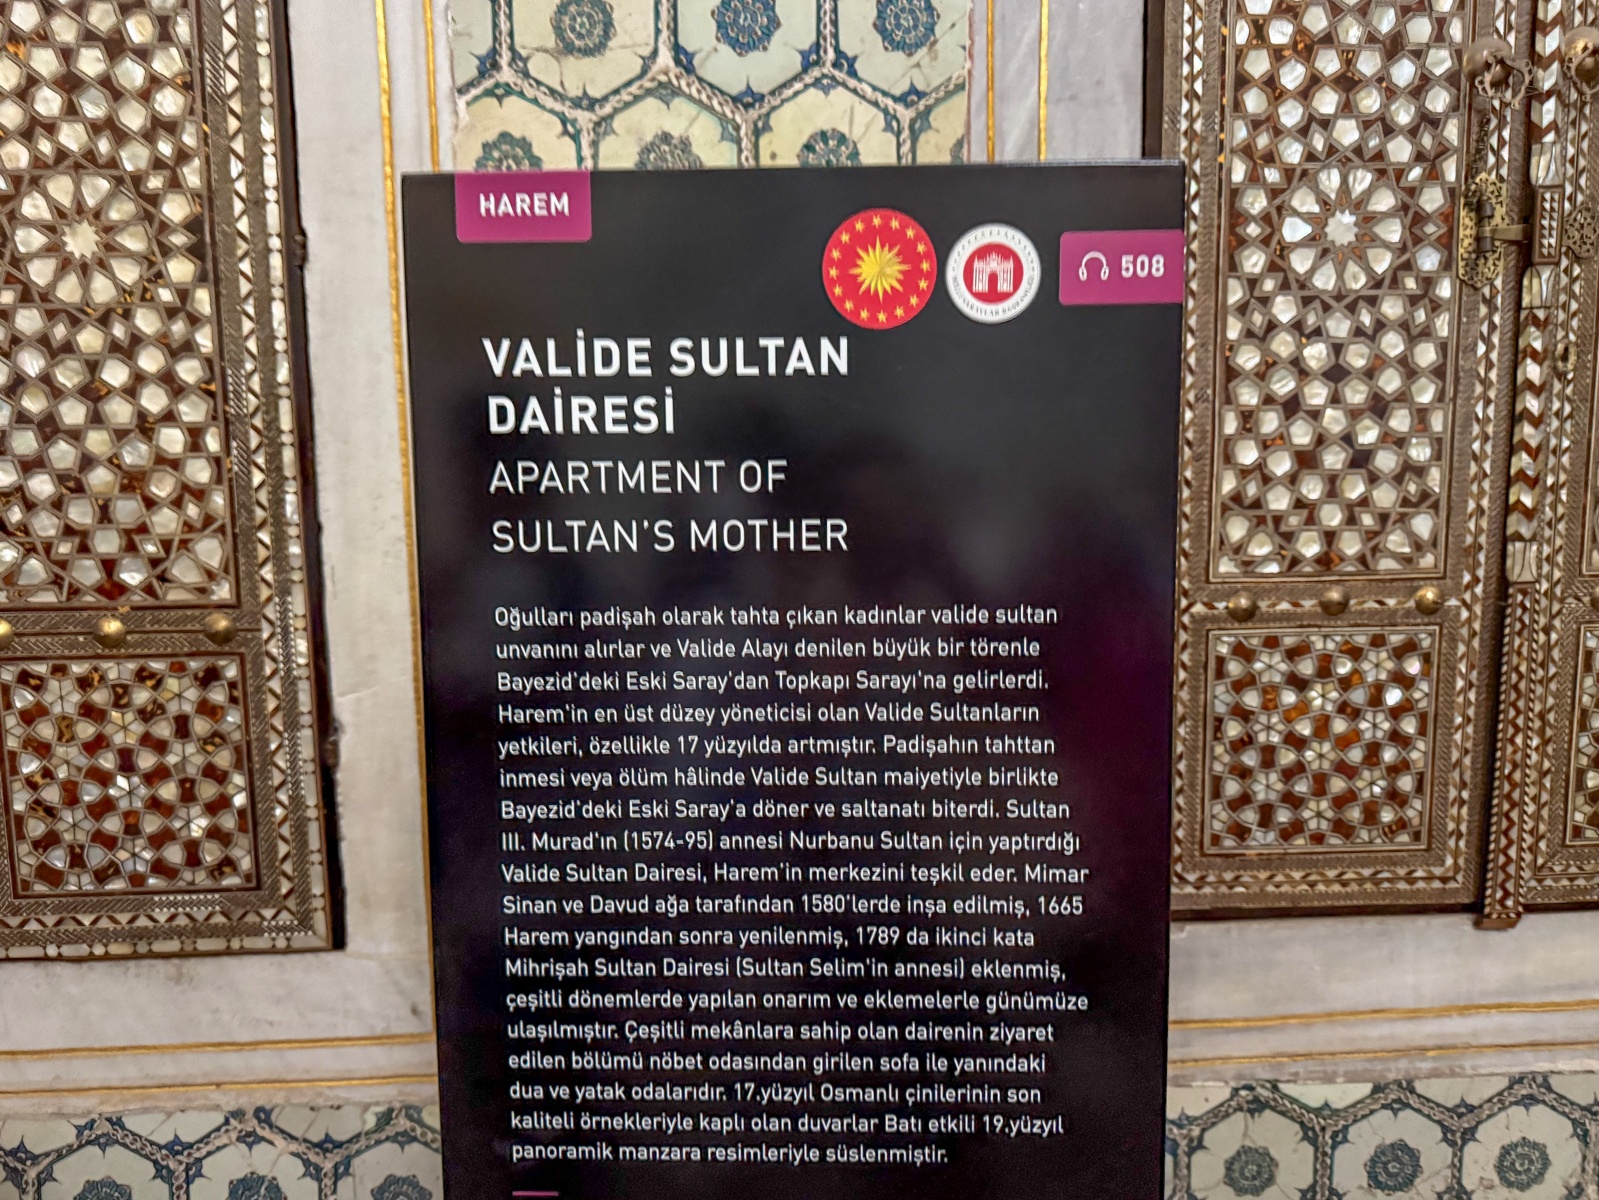 HAREM
508
VALİDE SULTAN
DAİRESİ
APARTMENT OF
SULTAN'S MOTHER
Oğulları padişah olarak tahta çıkan kadınlar valide sultan
unvanını alırlar ve Valide Alayı denilen büyük bir törenle
Bayezid'deki Eski Saray'dan Topkapı Sarayı'na gelirlerdi.
Harem'in en üst düzey yöneticisi olan Valide Sultanların
yetkileri, özellikle 17 yüzyılda artmıştır. Padişahın tahttan
inmesi veya ölüm hâlinde Valide Sultan maiyetiyle birlikte
Bayezid'deki Eski Saray'a döner ve saltanatı biterdi. Sultan
III. Murad'ın (1574-95) annesi Nurbanu Sultan için yaptırdığı
Valide Sultan Dairesi, Harem'in merkezini teşkil eder. Mimar
Sinan ve Davud ağa tarafından 1580'lerde inşa edilmiş, 1665
Harem yangından sonra yenilenmiş, 1789 da ikinci kata
Mihrişah Sultan Dairesi (Sultan Selim'in annesi) eklenmiş,
çeşitli dönemlerde yapılan onarım ve eklemelerle günümüze
ulaşılmıştır. Çeşitli mekânlara sahip olan dairenin ziyaret
edilen bölümü nöbet odasından girilen sofa ile yanındaki
dua ve yatak odalarıdır. 17.yüzyıl Osmanlı çinilerinin son
kaliteli örnekleriyle kaplı olan duvarlar Batı etkili 19.yüzyıl
panoramik manzara resimleriyle süslenmiştir.